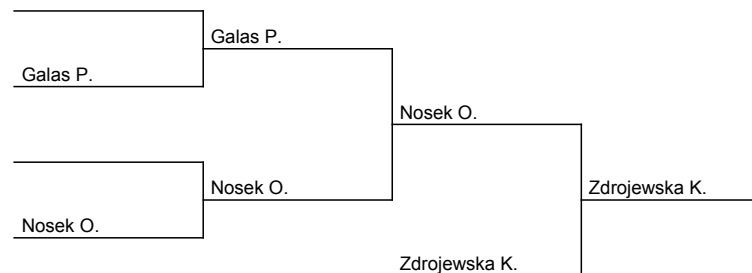 Galas P.
Galas P.
Nosek O.
Nosek O.
Zdrojewska K.
Nosek O.
Zdrojewska K.